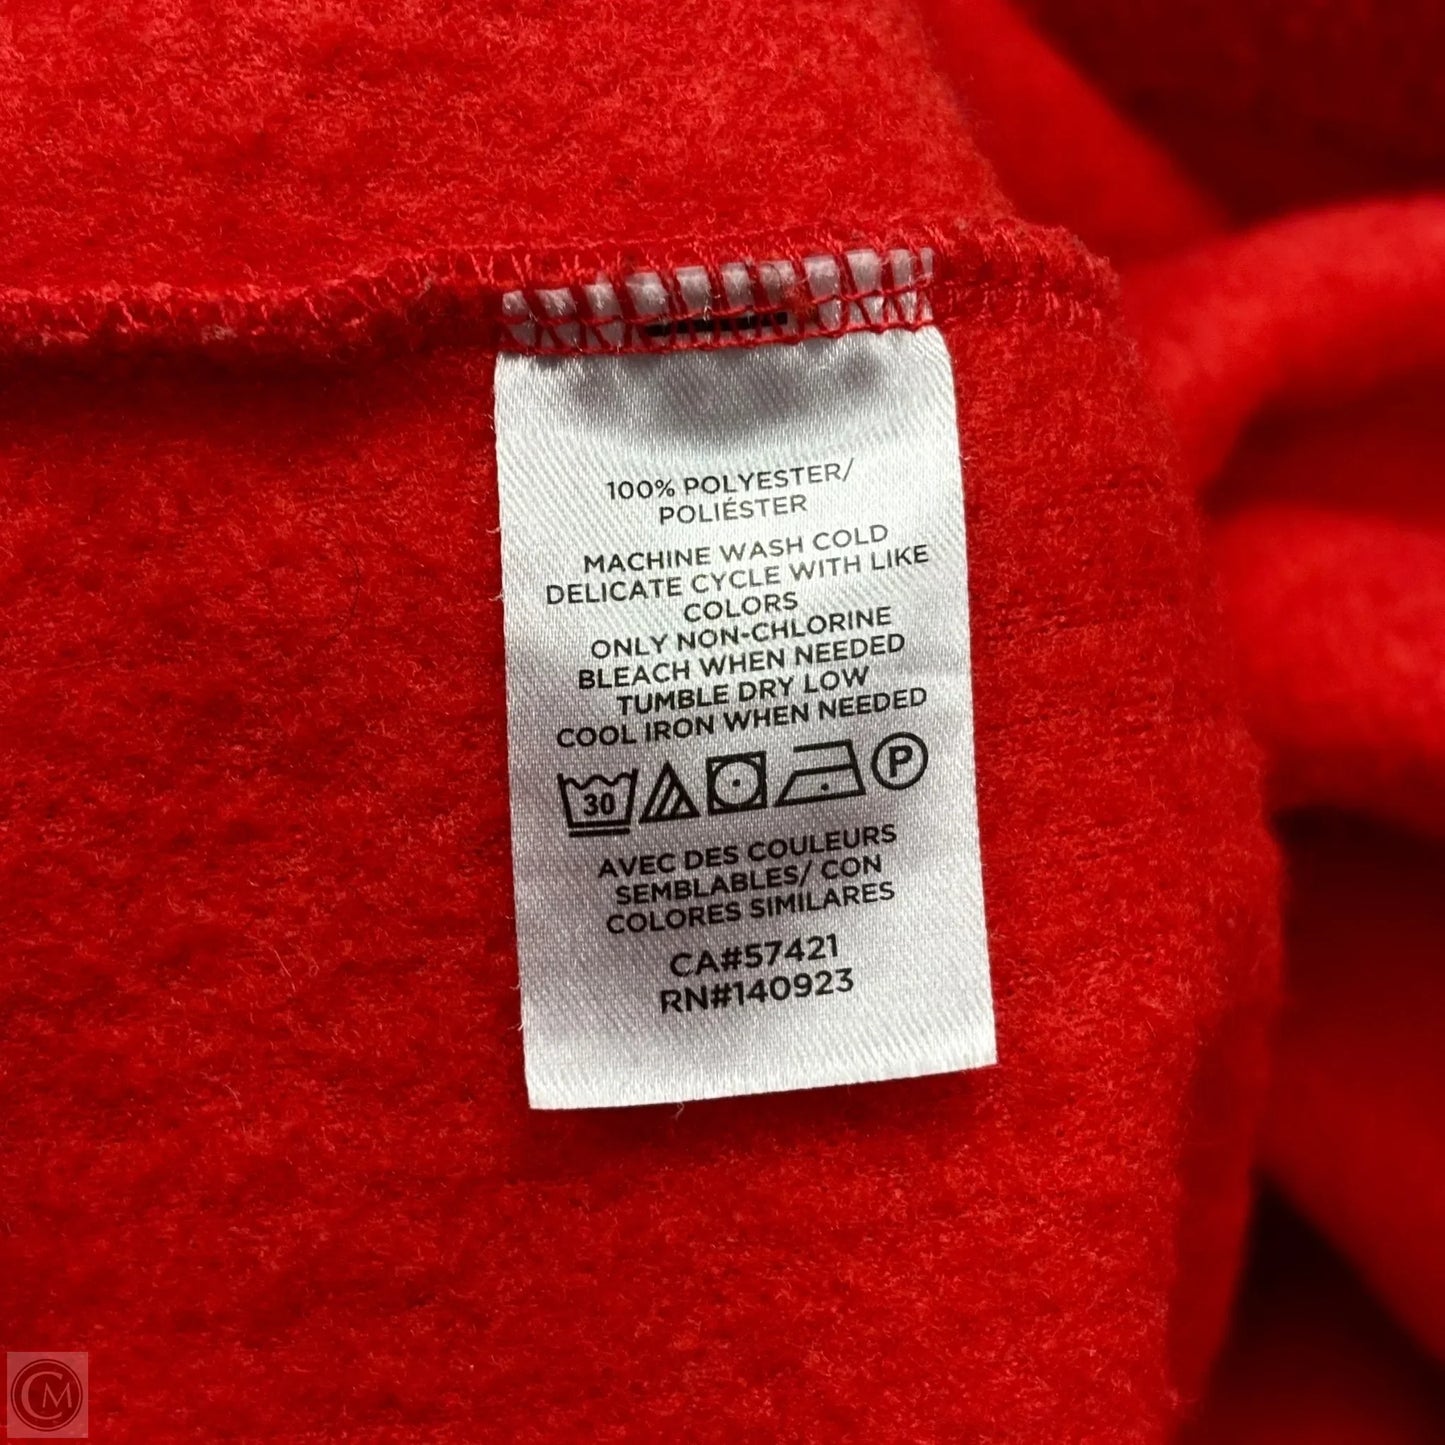 100% POLYESTER/
POLIÉSTER
MACHINE WASH COLD
DELICATE CYCLE WITH LIKE
COLORS
ONLY NON-CHLORINE
BLEACH WHEN NEEDED
TUMBLE DRY LOW
COOL IRON WHEN NEEDED
30 P
AVEC DES COULEURS
SEMBLABLES/ CON
COLORES SIMILARES
CA#57421
RN#140923
CM